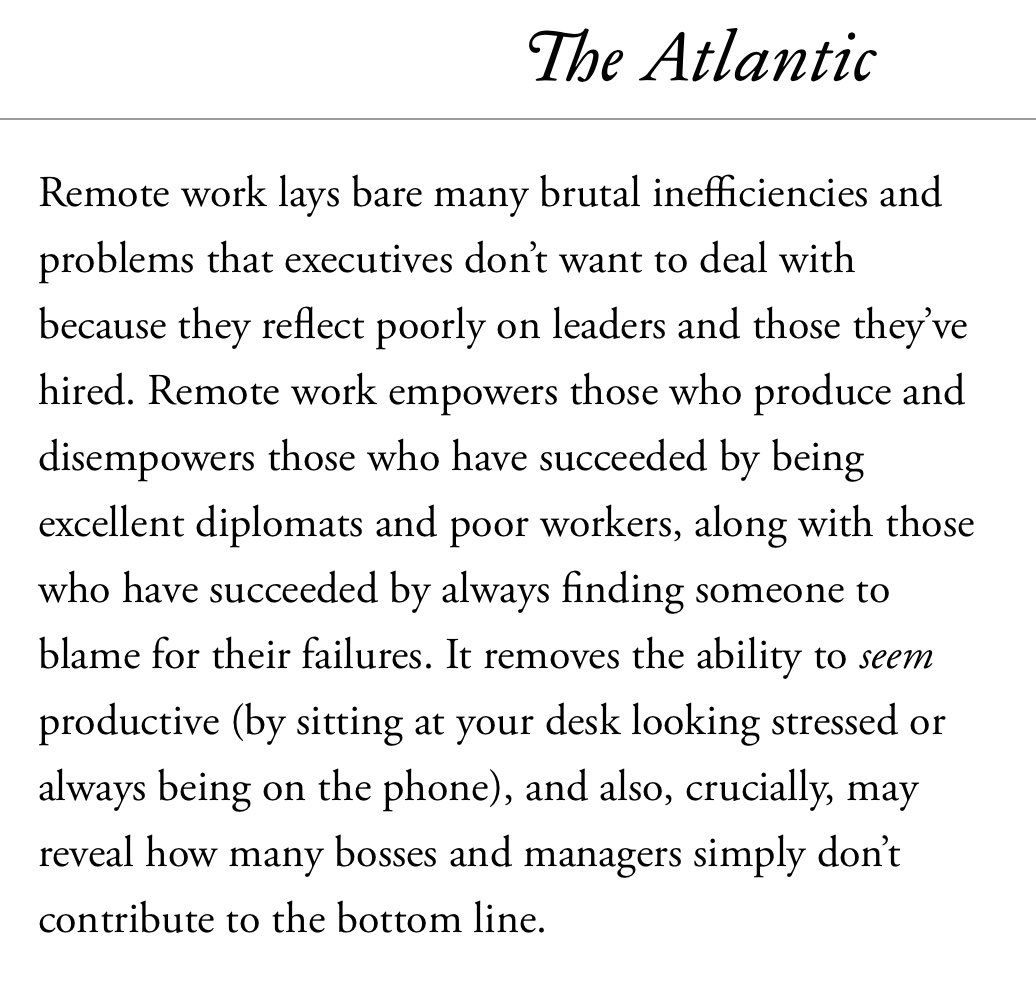 The Atlantic
Remote work lays bare many brutal inefficiencies and
problems that executives don’t want to deal with
because they reflect poorly on leaders and those they’ve
hired. Remote work empowers those who produce and
disempowers those who have succeeded by being
excellent diplomats and poor workers, along with those
who have succeeded by always finding someone to
blame for their failures. It removes the ability to seem
productive (by sitting at your desk looking stressed or
always being on the phone), and also, crucially, may
reveal how many bosses and managers simply don’t
contribute to the bottom line.